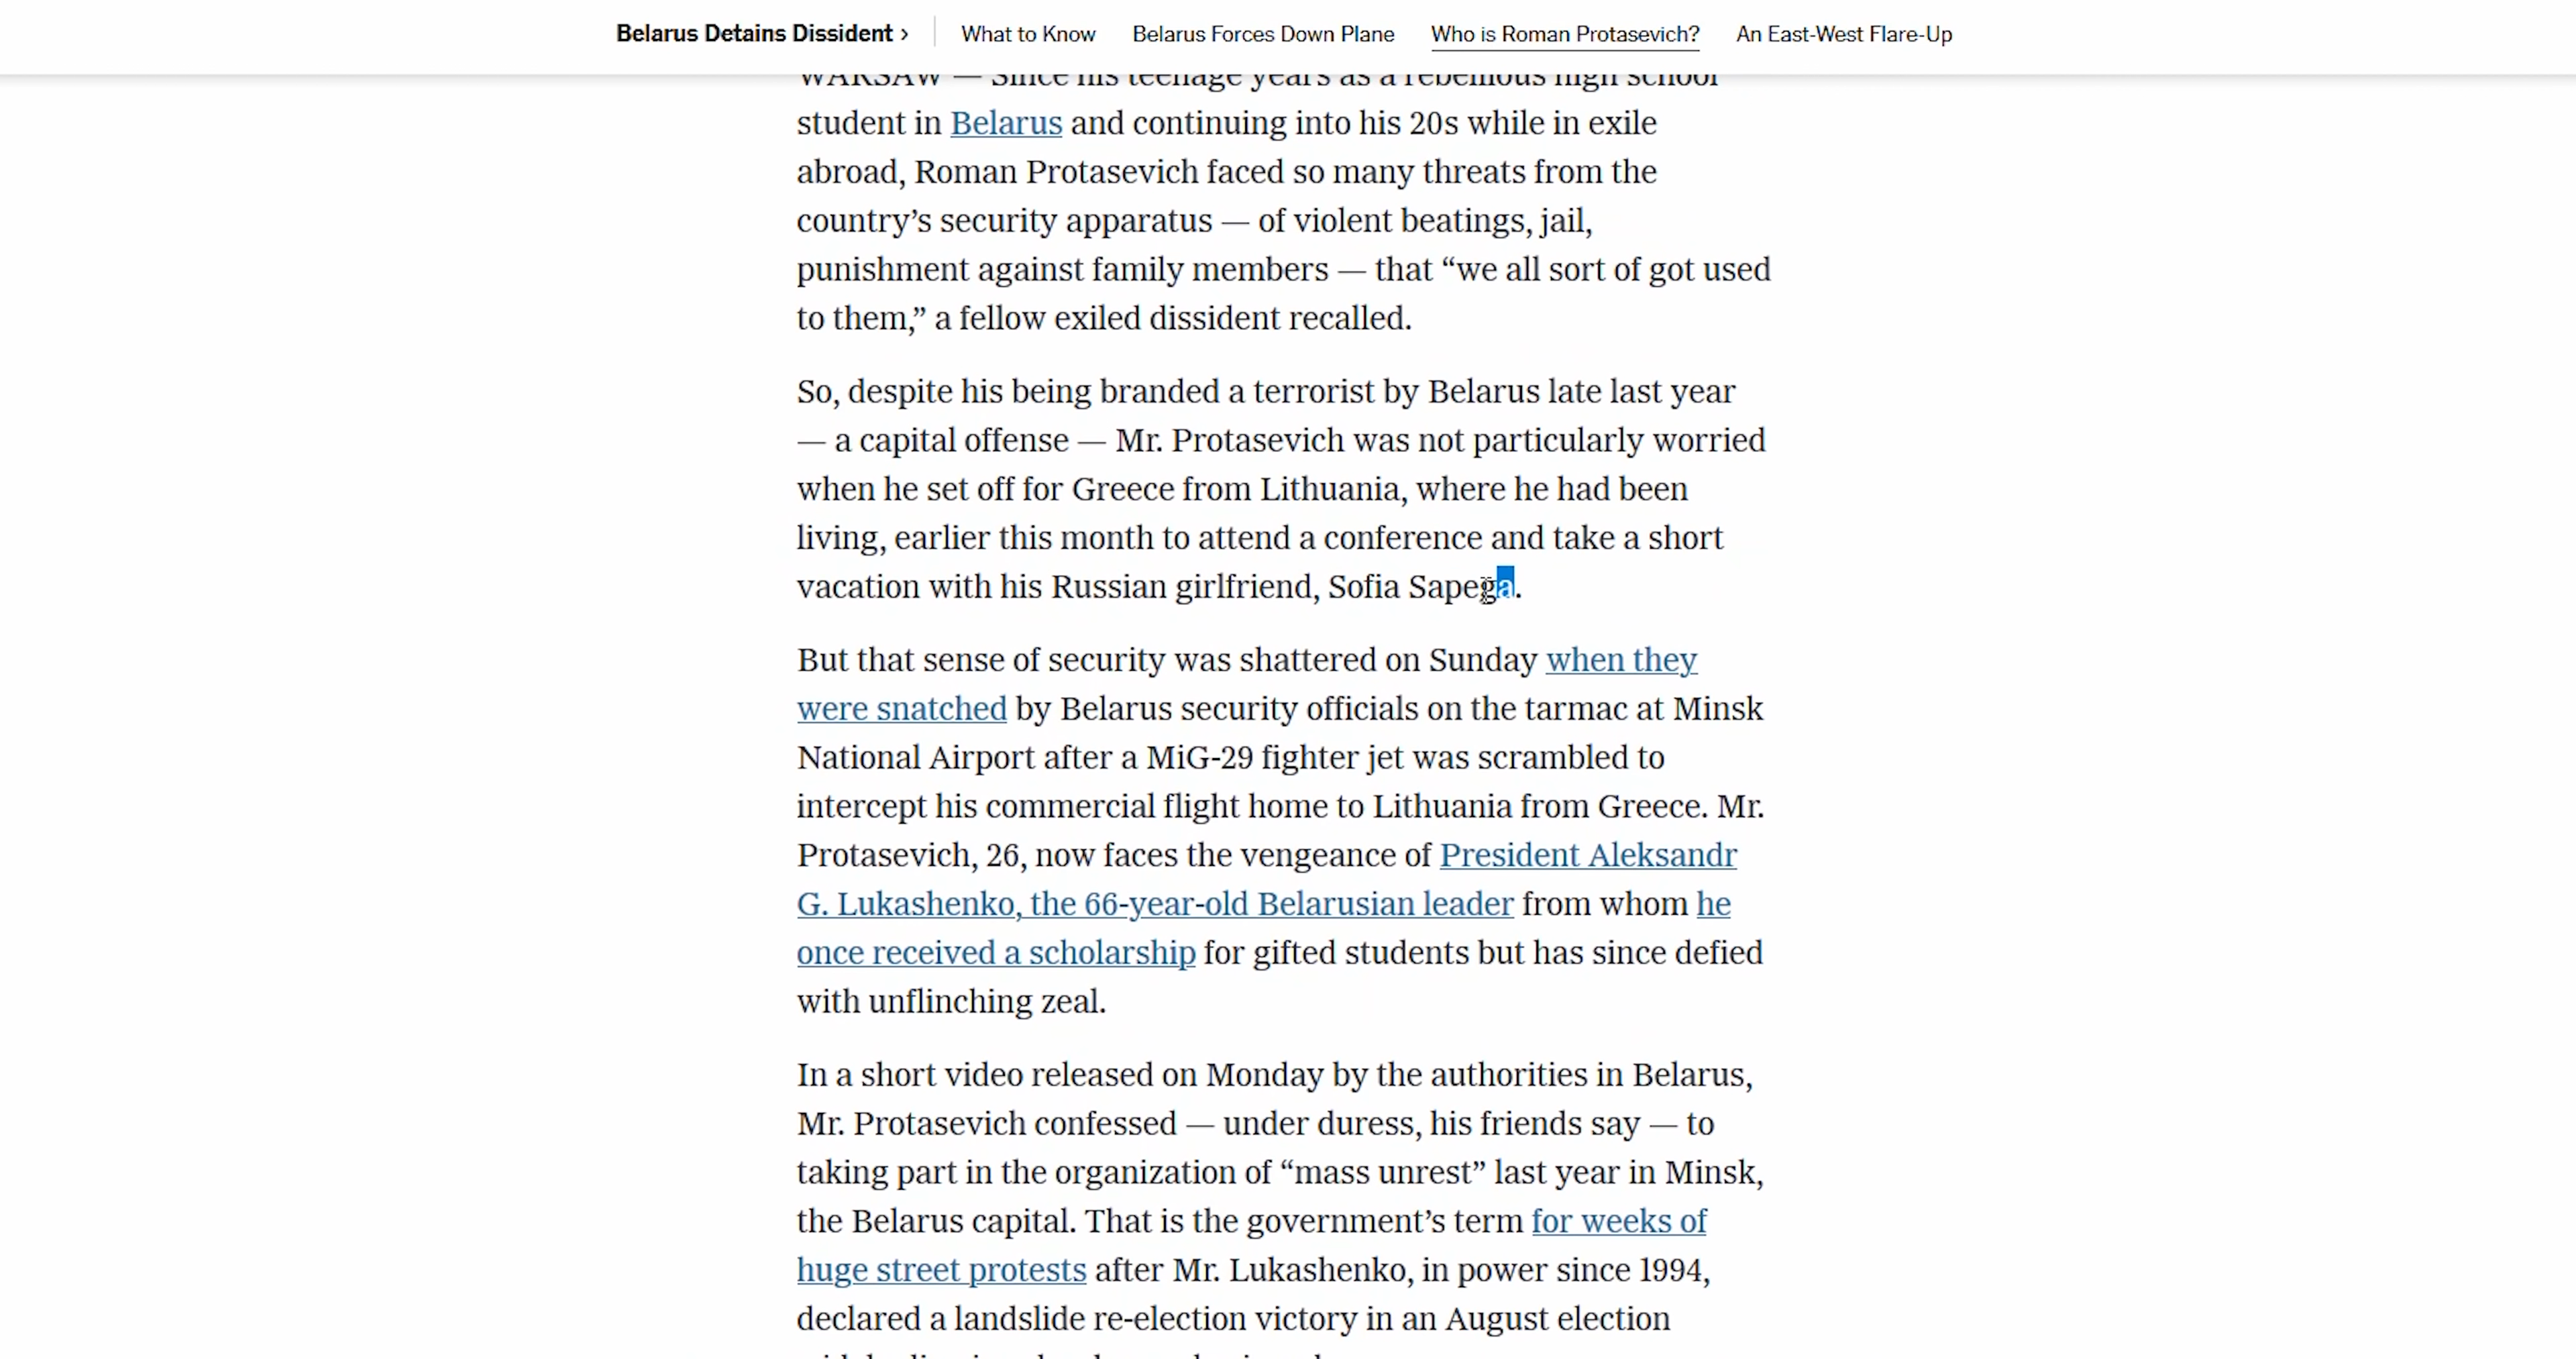 Belarus Detains Dissident › What to Know Belarus Forces Down Plane Who is Roman Protasevich? An East-West Flare-Up
WARSAW — Since his teenage years as a rebellious high school
student in Belarus and continuing into his 20s while in exile
abroad, Roman Protasevich faced so many threats from the
country’s security apparatus — of violent beatings, jail,
punishment against family members — that “we all sort of got used
to them,” a fellow exiled dissident recalled.
So, despite his being branded a terrorist by Belarus late last year
— a capital offense — Mr. Protasevich was not particularly worried
when he set off for Greece from Lithuania, where he had been
living, earlier this month to attend a conference and take a short
vacation with his Russian girlfriend, Sofia Sapega.
But that sense of security was shattered on Sunday when they
were snatched by Belarus security officials on the tarmac at Minsk
National Airport after a MiG-29 fighter jet was scrambled to
intercept his commercial flight home to Lithuania from Greece. Mr.
Protasevich, 26, now faces the vengeance of President Aleksandr
G. Lukashenko, the 66-year-old Belarusian leader from whom he
once received a scholarship for gifted students but has since defied
with unflinching zeal.
In a short video released on Monday by the authorities in Belarus,
Mr. Protasevich confessed — under duress, his friends say — to
taking part in the organization of “mass unrest” last year in Minsk,
the Belarus capital. That is the government’s term for weeks of
huge street protests after Mr. Lukashenko, in power since 1994,
declared a landslide re-election victory in an August election